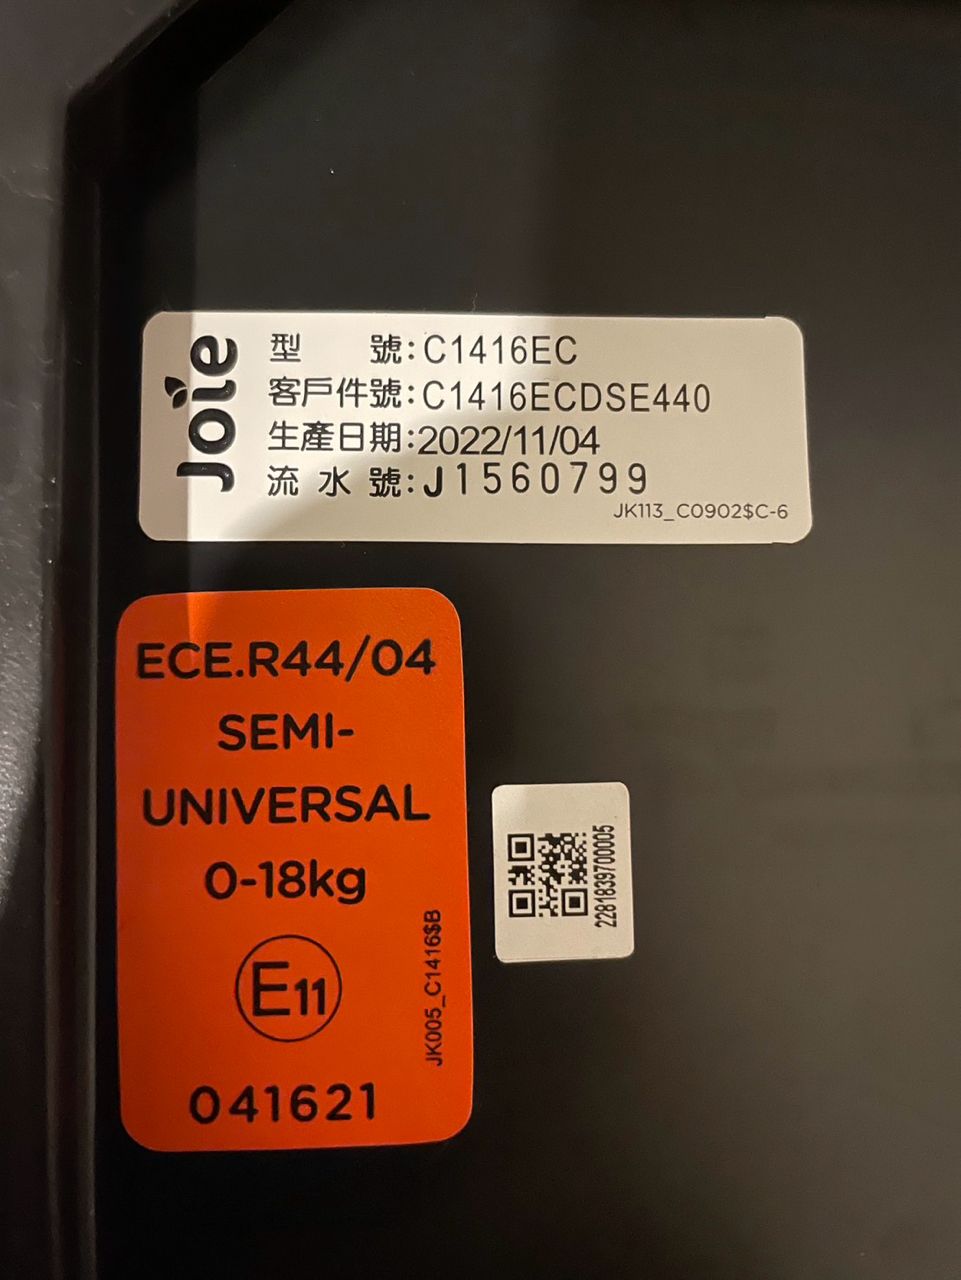 Joie
型 號:C1416EC
客戶件號:C1416ECDSE440
生產日期:2022/11/04
流水號:J1560799
JK113_C0902$C-6
ECE.R44/04
SEMI-
UNIVERSAL
0-18kg
E11
041621
JK005_C1416$B
2281839700005